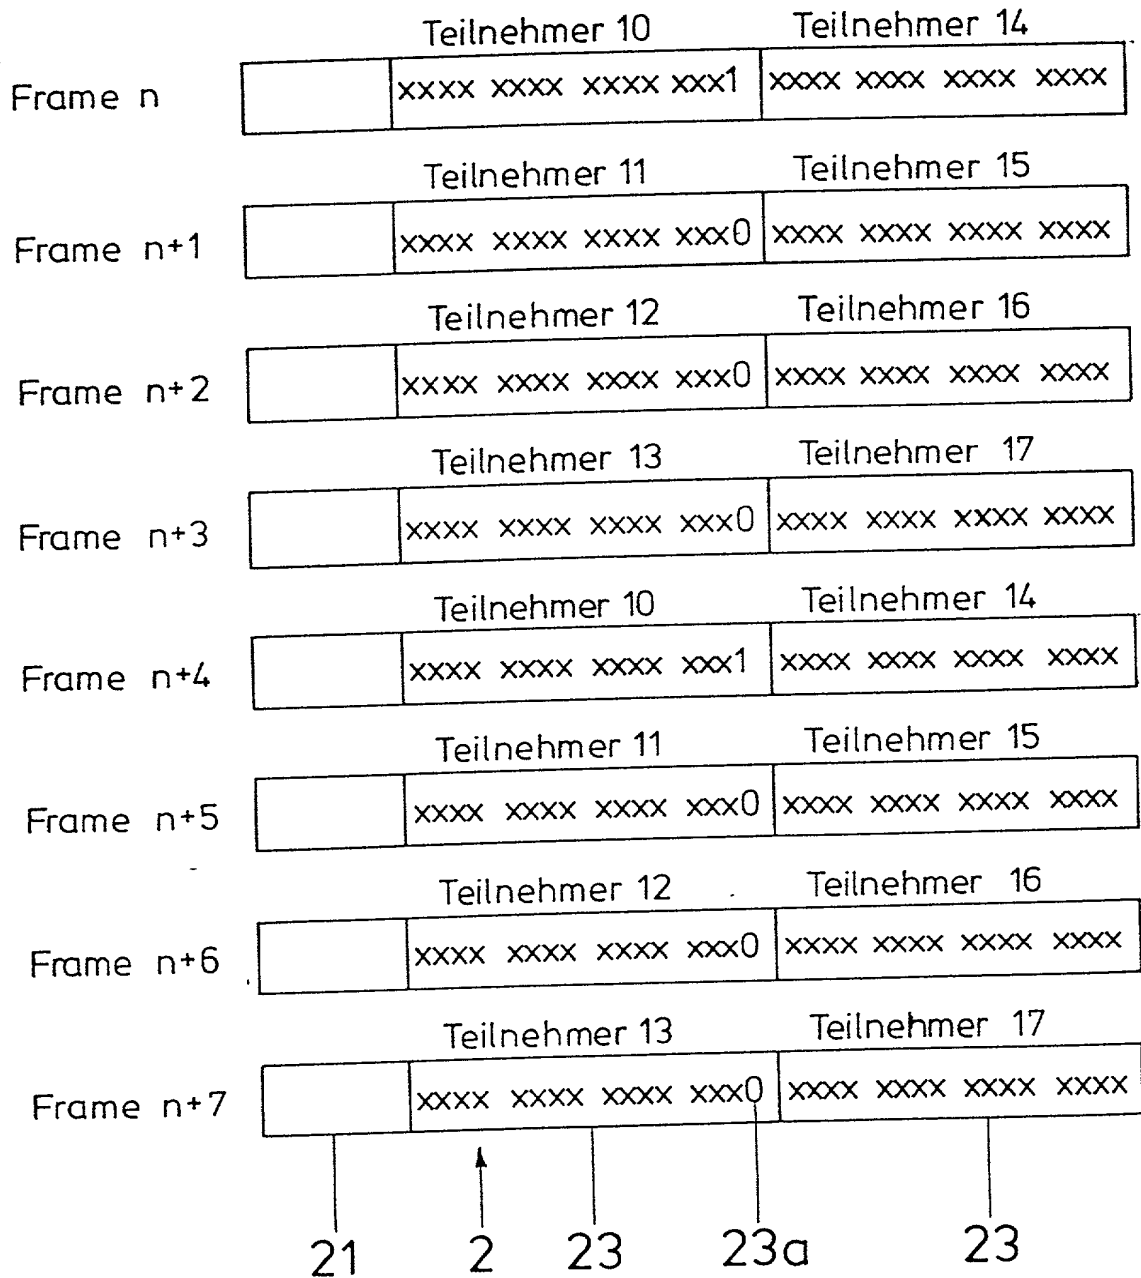 Teilnehmer 10 Teilnehmer 14
Frame n xxxx xxxx xxxx xxx1 xxxx xxxx xxxx xxxx
Teilnehmer 11 Teilnehmer 15
Frame n+1 xxxx xxxx xxxx xxx0 xxxx xxxx xxxx xxxx
Teilnehmer 12 Teilnehmer 16
Frame n+2 xxxx xxxx xxxx xxx0 xxxx xxxx xxxx xxxx
Teilnehmer 13 Teilnehmer 17
Frame n+3 xxxx xxxx xxxx xxx0 xxxx xxxx xxxx xxxx
Teilnehmer 10 Teilnehmer 14
Frame n+4 xxxx xxxx xxxx xxx1 xxxx xxxx xxxx xxxx
Teilnehmer 11 Teilnehmer 15
Frame n+5 xxxx xxxx xxxx xxx0 xxxx xxxx xxxx xxxx
Teilnehmer 12 Teilnehmer 16
Frame n+6 xxxx xxxx xxxx xxx0 xxxx xxxx xxxx xxxx
Teilnehmer 13 Teilnehmer 17
Frame n+7 xxxx xxxx xxxx xxx0 xxxx xxxx xxxx xxxx
21 2 23 23a 23